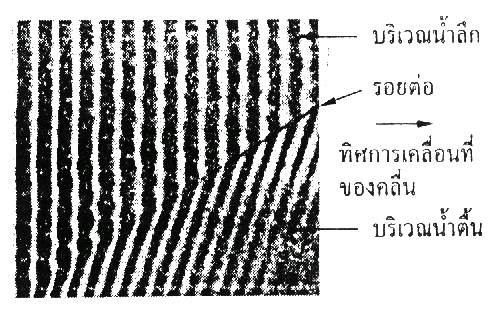 บริเวณน้ำลึก
รอยต่อ
ทิศการเคลื่อนที่
ของคลื่น
บริเวณน้ำตื้น